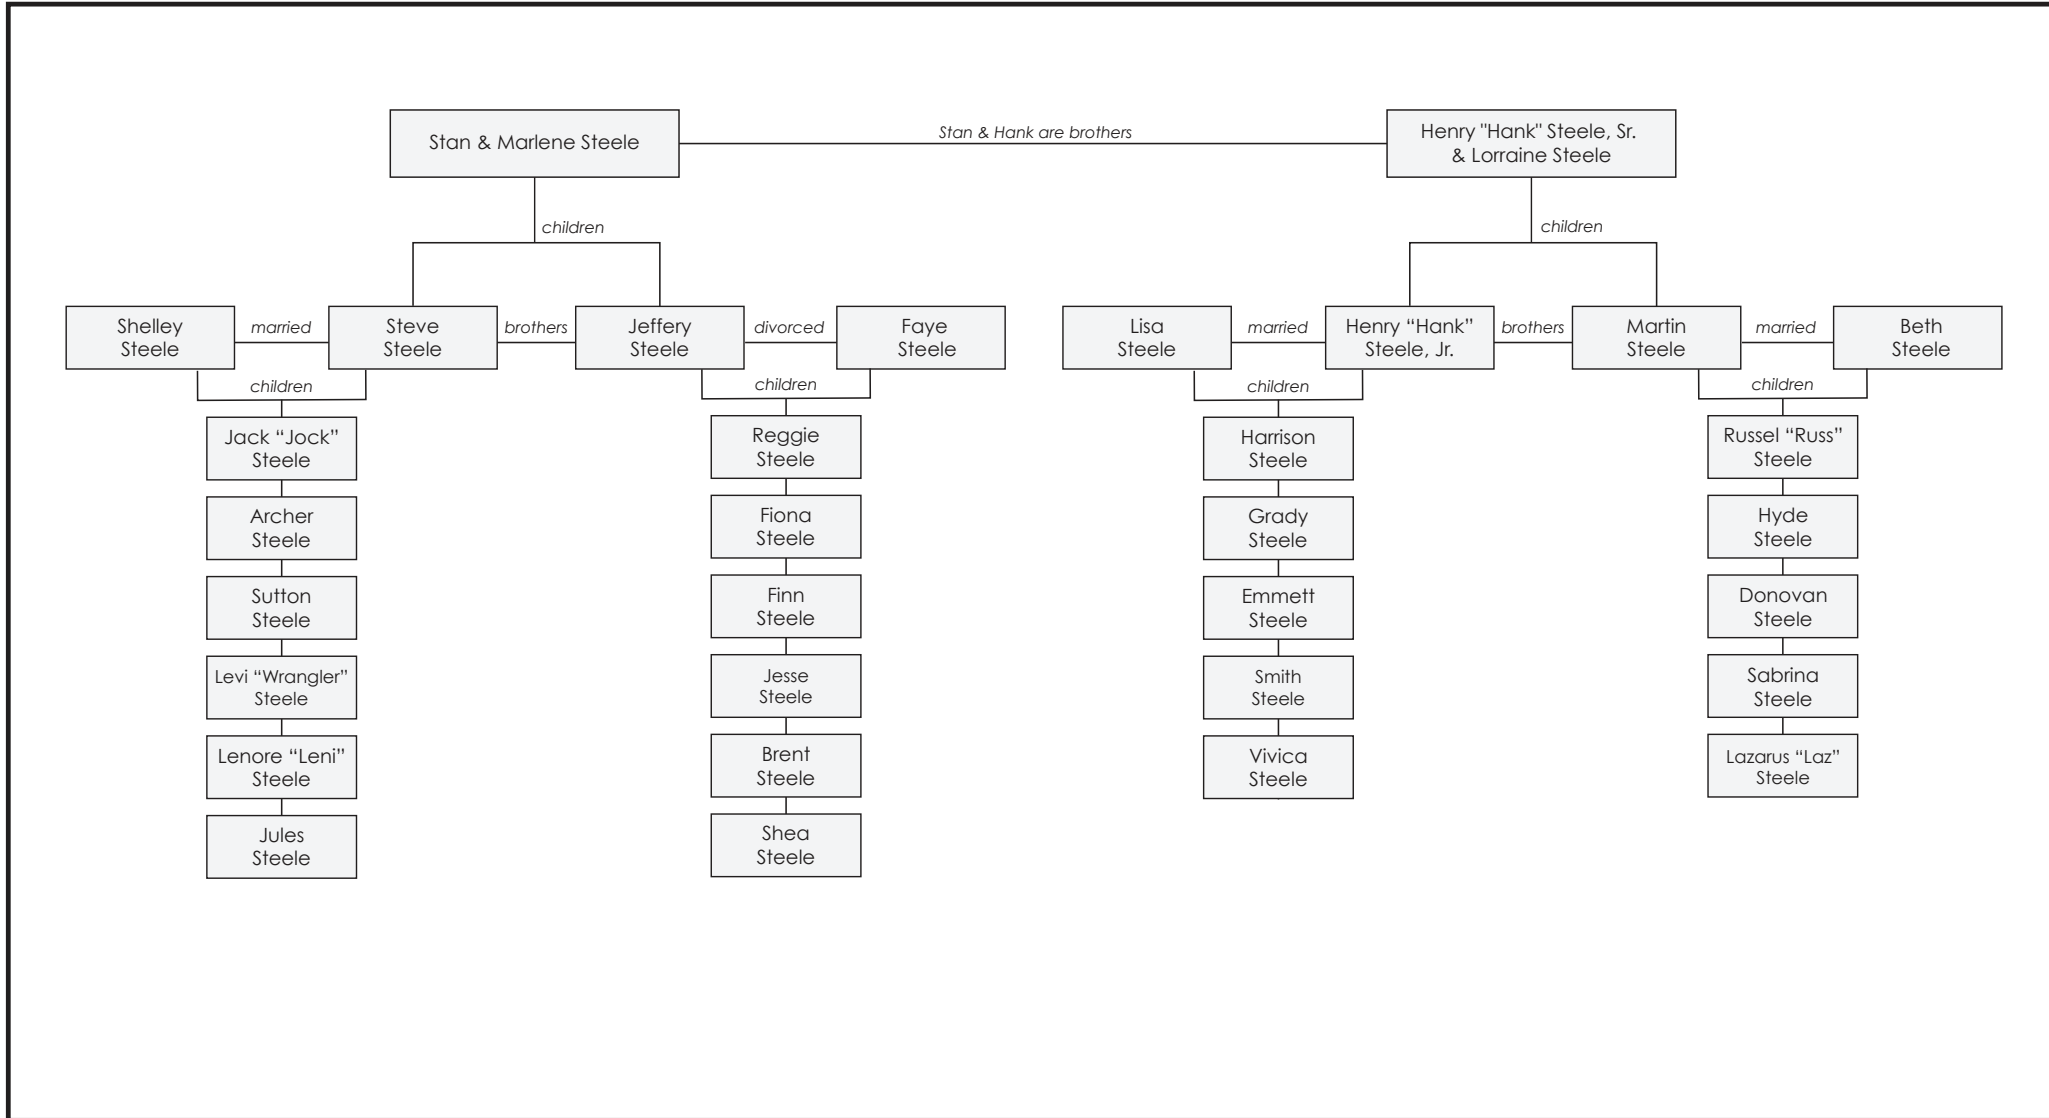 Stan & Marlene Steele
Stan & Hank are brothers
Henry "Hank" Steele, Sr.
& Lorraine Steele
children
children
Shelley
Steele
married
Steve
Steele
brothers
Jeffery
Steele
divorced
Faye
Steele
Lisa
Steele
married
Henry “Hank”
Steele, Jr.
brothers
Martin
Steele
married
Beth
Steele
children
Jack “Jock”
Steele
Archer
Steele
Sutton
Steele
Levi “Wrangler”
Steele
Lenore “Leni”
Steele
Jules
Steele
children
Reggie
Steele
Fiona
Steele
Finn
Steele
Jesse
Steele
Brent
Steele
Shea
Steele
children
Harrison
Steele
Grady
Steele
Emmett
Steele
Smith
Steele
Vivica
Steele
children
Russel “Russ”
Steele
Hyde
Steele
Donovan
Steele
Sabrina
Steele
Lazarus “Laz”
Steele